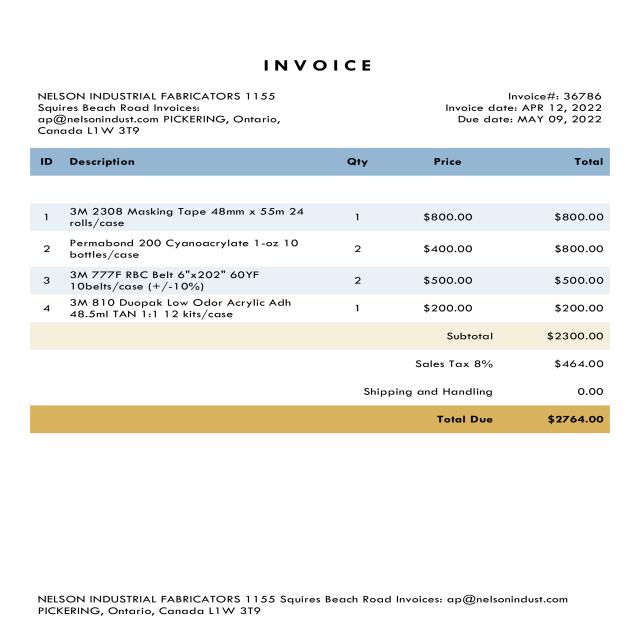 INVOICE
NELSON INDUSTRIAL FABRICATORS 1155
Squires Beach Road Invoices:
ap@nelsonindust.com PICKERING, Ontario,
Canada L1W 3T9
Invoice#: 36786
Invoice date: APR 12, 2022
Due date: MAY 09, 2022
ID Description Qty Price Total
1 3M 2308 Masking Tape 48mm x 55m 24 rolls/case 1 $800.00 $800.00
2 Permabond 200 Cyanoacrylate 1-oz 10 bottles/case 2 $400.00 $800.00
3 3M 777F RBC Belt 6"x202" 60YF 10belts/case (+/-10%) 2 $500.00 $500.00
4 3M 810 Duopak Low Odor Acrylic Adh 48.5ml TAN 1:1 12 kits/case 1 $200.00 $200.00
Subtotal $2300.00
Sales Tax 8% $464.00
Shipping and Handling 0.00
Total Due $2764.00
NELSON INDUSTRIAL FABRICATORS 1155 Squires Beach Road Invoices: ap@nelsonindust.com
PICKERING, Ontario, Canada L1W 3T9